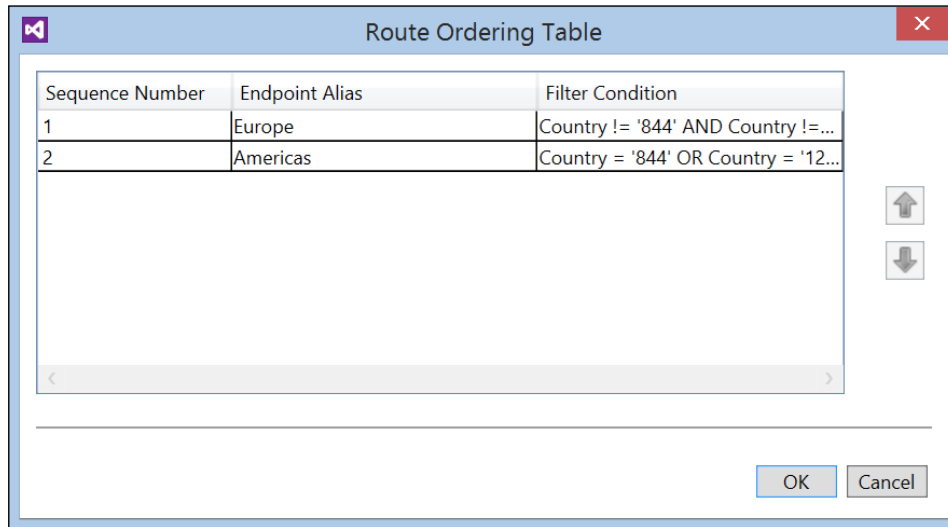 Route Ordering Table
Sequence Number Endpoint Alias Filter Condition
1 Europe Country != '844' AND Country !=...
2 Americas Country = '844' OR Country = '12...
OK Cancel